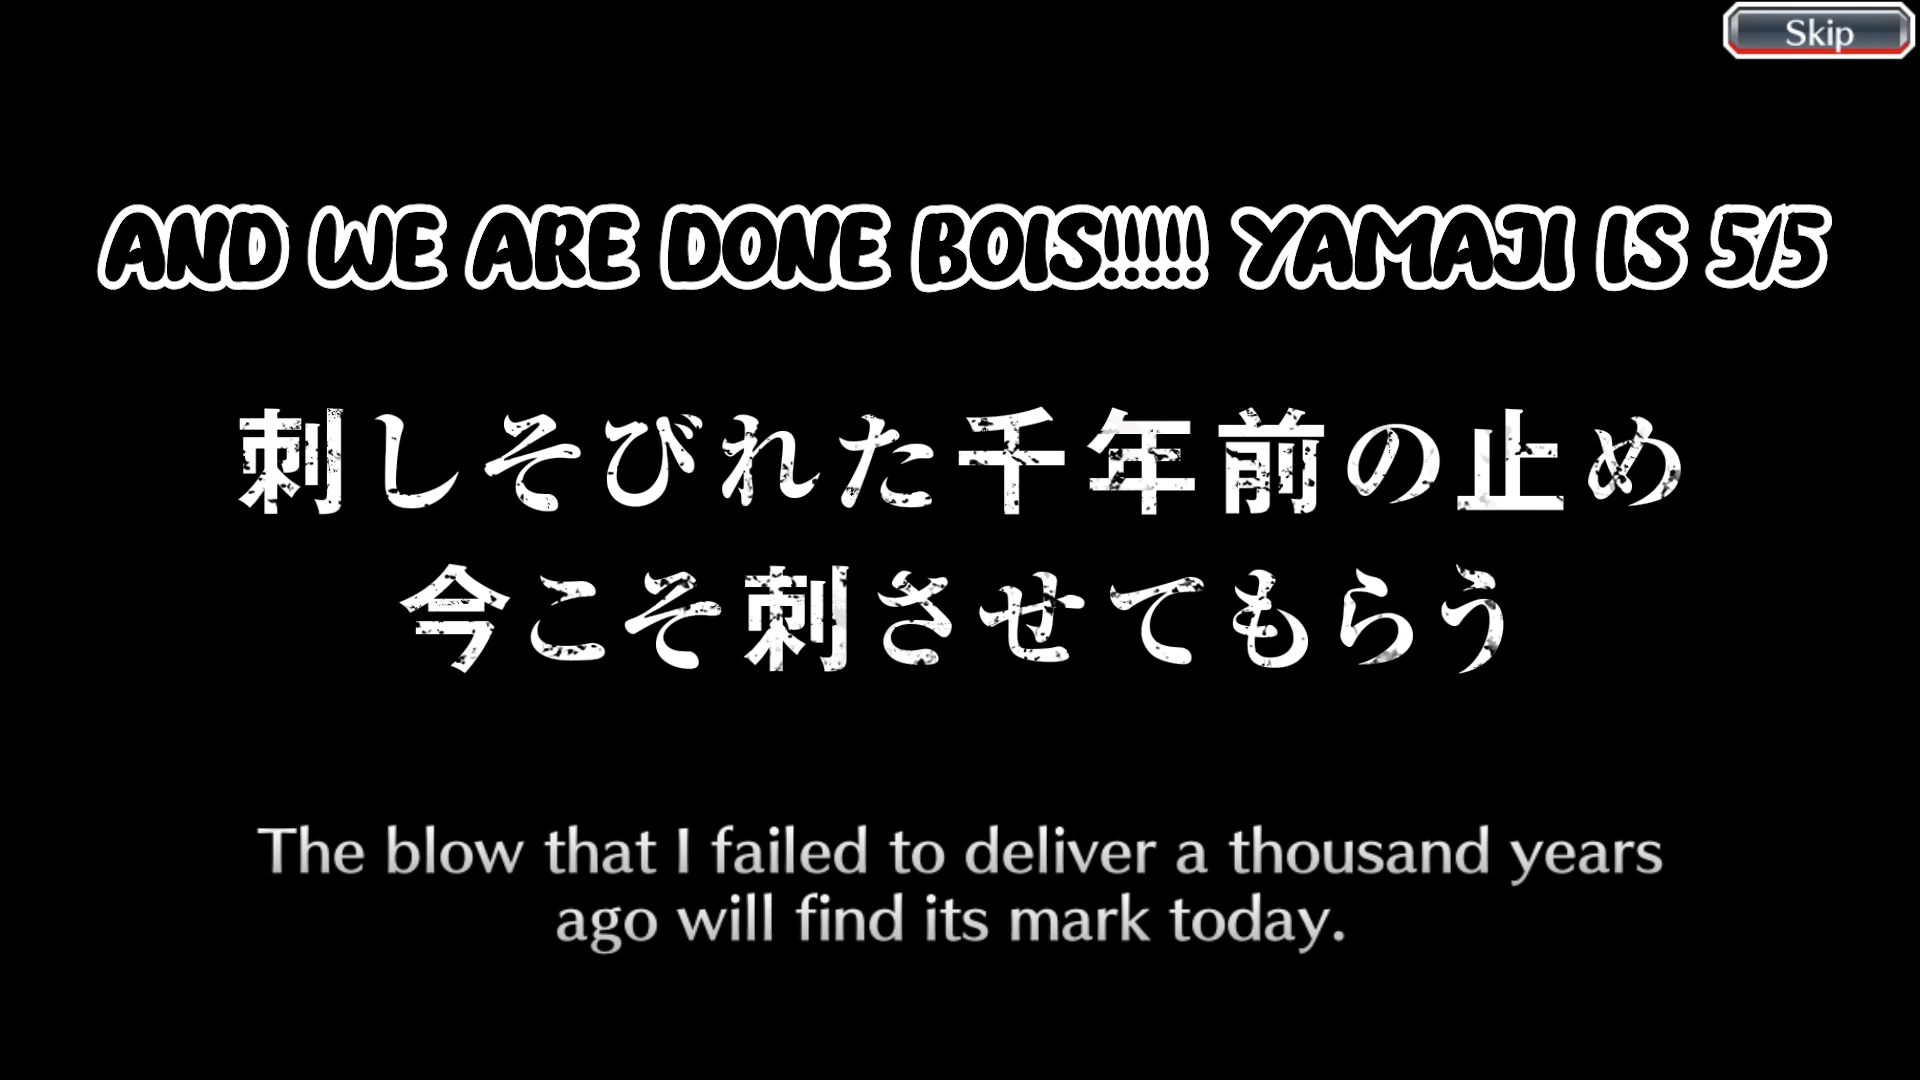 Skip
AND WE ARE DONE BOIS!!!!! YAMAJI IS 5/5
刺しそびれた千年前の止め
今こそ刺させてもらう
The blow that I failed to deliver a thousand years
ago will find its mark today.